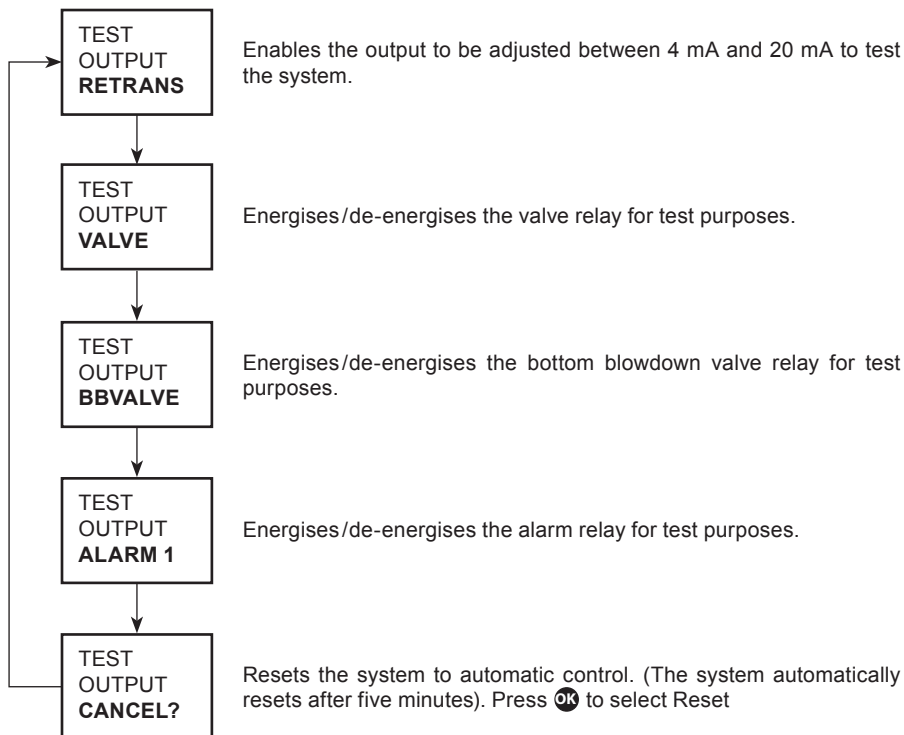 TEST
OUTPUT
RETRANS
Enables the output to be adjusted between 4 mA and 20 mA to test
the system.
TEST
OUTPUT
VALVE
Energises/de-energises the valve relay for test purposes.
TEST
OUTPUT
BBVALVE
Energises/de-energises the bottom blowdown valve relay for test
purposes.
TEST
OUTPUT
ALARM 1
Energises/de-energises the alarm relay for test purposes.
TEST
OUTPUT
CANCEL?
Resets the system to automatic control. (The system automatically
resets after five minutes). Press OK to select Reset